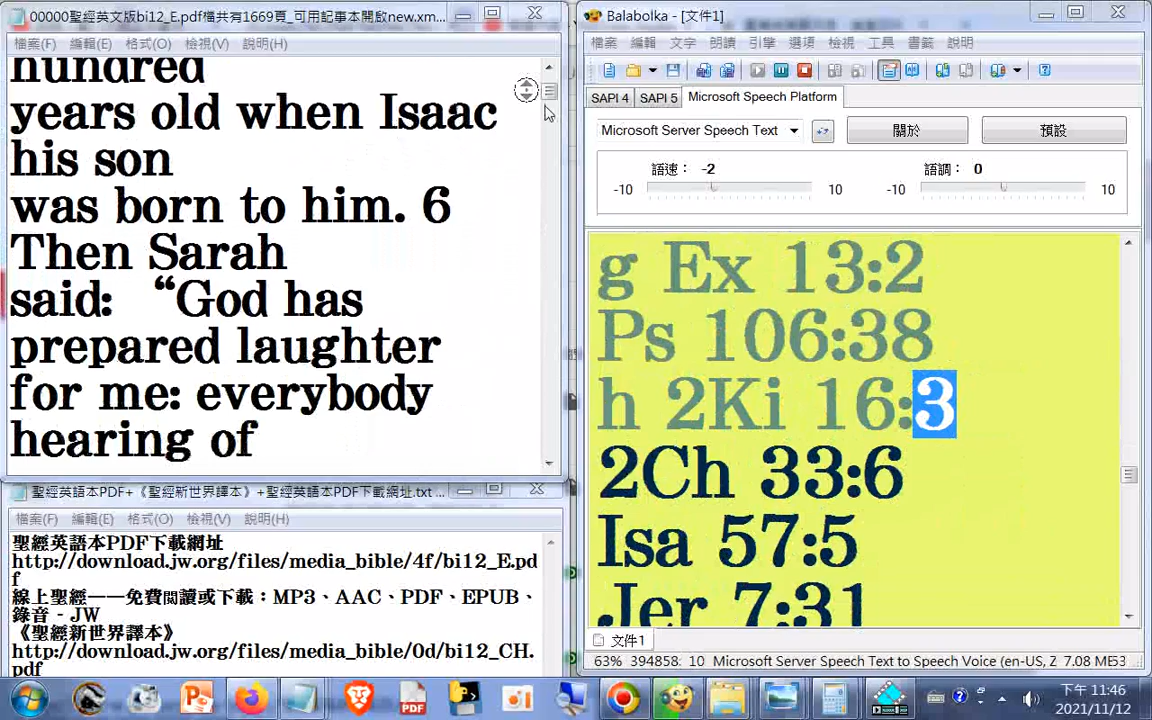 00000聖經英文版bi12_E.pdf檔共有1669頁_可用記事本開啟new.xm...
檔案(F) 編輯(E) 格式(O) 檢視(V) 說明(H)
hundred
years old when Isaac
his son
was born to him. 6
Then Sarah
said: “God has
prepared laughter
for me: everybody
hearing of
聖經英語本PDF+《聖經新世界譯本》+聖經英語本PDF下載網址.txt ...
檔案(F) 編輯(E) 格式(O) 檢視(V) 說明(H)
聖經英語本PDF下載網址
http://download.jw.org/files/media_bible/4f/bi12_E.pd
f
線上聖經——免費閱讀或下載：MP3、AAC、PDF、EPUB、
錄音 - JW
《聖經新世界譯本》
http://download.jw.org/files/media_bible/0d/bi12_CH.
pdf
Balabolka - [文件1]
檔案 編輯 文字 朗讀 引擎 選項 檢視 工具 書籤 說明
SAPI 4 SAPI 5 Microsoft Speech Platform
Microsoft Server Speech Text 關於 預設
語速： -2 語調： 0
-10 10 -10 10
g Ex 13:2
Ps 106:38
h 2Ki 16:3
2Ch 33:6
Isa 57:5
Jer 7:31
文件1
63% 394858: 10 Microsoft Server Speech Text to Speech Voice (en-US, Z 7.08 ME53
PDF
下午 11:46
2021/11/12